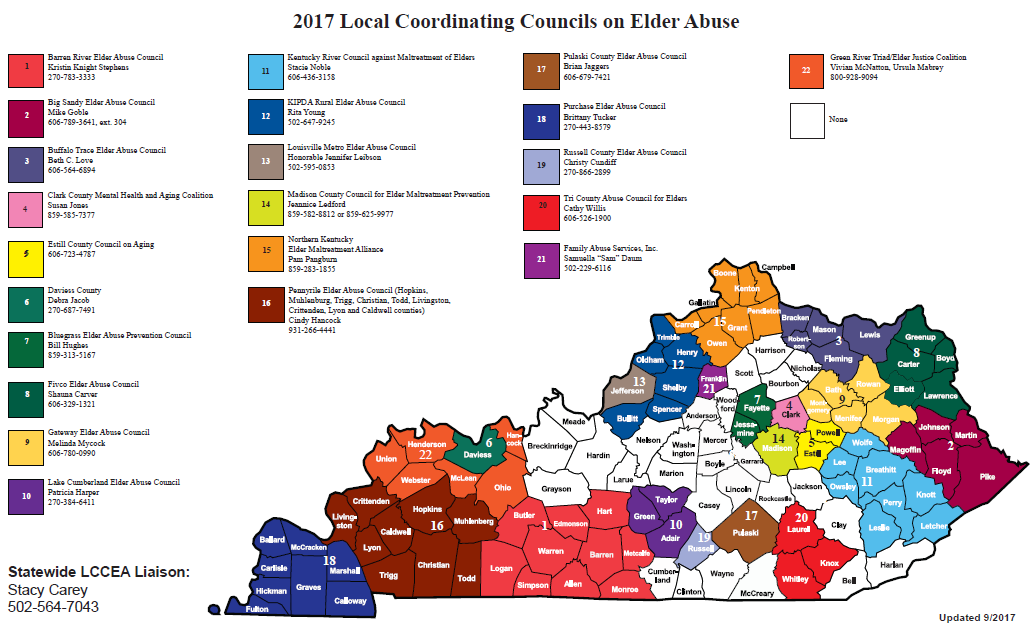 2017 Local Coordinating Councils on Elder Abuse
1
Barren River Elder Abuse Council
Kristin Knight Stephens
270-783-3333
2
Big Sandy Elder Abuse Council
Mike Goble
606-789-3641, ext. 304
3
Buffalo Trace Elder Abuse Council
Beth C. Love
606-564-6894
4
Clark County Mental Health and Aging Coalition
Susan Jones
859-585-7377
5
Estill County Council on Aging
606-723-4787
6
Daviess County
Debra Jacob
270-687-7491
7
Bluegrass Elder Abuse Prevention Council
Bill Hughes
859-313-5167
8
Fivco Elder Abuse Council
Shauna Carver
606-329-1321
9
Gateway Elder Abuse Council
Melinda Mycock
606-780-0990
10
Lake Cumberland Elder Abuse Council
Patricia Harper
270-384-6411
11
Kentucky River Council against Maltreatment of Elders
Stacie Noble
606-436-3158
12
KIPDA Rural Elder Abuse Council
Rita Young
502-647-9245
13
Louisville Metro Elder Abuse Council
Honorable Jennifer Leibson
502-595-0853
14
Madison County Council for Elder Maltreatment Prevention
Jeannice Ledford
859-582-8812 or 859-625-9977
15
Northern Kentucky
Elder Maltreatment Alliance
Pam Pangburn
859-283-1855
16
Pennyrile Elder Abuse Council (Hopkins,
Muhlenburg, Trigg, Christian, Todd, Livingston,
Crittenden, Lyon and Caldwell counties)
Cindy Hancock
931-266-4441
17
Pulaski County Elder Abuse Council
Brian Jaggers
606-679-7421
18
Purchase Elder Abuse Council
Brittany Tucker
270-443-8579
19
Russell County Elder Abuse Council
Christy Cundiff
270-866-2899
20
Tri County Abuse Council for Elders
Cathy Willis
606-526-1900
21
Family Abuse Services, Inc.
Samuella “Sam” Daum
502-229-6116
22
Green River Triad/Elder Justice Coalition
Vivian McNatton, Ursula Mabrey
800-928-9094
None
Boone
Campbell
Kenton
Gallatin
Pendleton
Carroll
15
Grant
Owen
Bracken
Mason
Robert-
son
3
Lewis
Fleming
Greenup
8
Boyd
Carter
Elliott
Lawrence
Trimble
Henry
Oldham
12
Shelby
Spencer
Bullitt
13
Jefferson
Franklin
21
Harrison
Scott
Nicholas
Bourbon
Bath
Rowan
9
Mont-
gomery
Menifee
Morgan
Wood-
ford
7
Fayette
4
Clark
Jessa-
mine
14
Madison
Powell
5
Estill
Anderson
Wolfe
Magoffin
Johnson
Martin
2
Floyd
Pike
Lee
Breathitt
Owsley
11
Perry
Knott
Leslie
Letcher
Meade
Breckinridge
Hardin
Nelson
Wash-
ington
Mercer
Boyle
Garrard
Marion
Larue
Grayson
Lincoln
Rockcastle
Jackson
Casey
Clay
Harlan
Bell
Henderson
22
Union
Webster
McLean
Ohio
Han-
cock
6
Daviess
Crittenden
Living-
ston
Hopkins
Caldwell
16
Muhlenberg
Lyon
Trigg
Christian
Todd
Butler
1
Edmonson
Hart
Warren
Barren
Metcalfe
Logan
Simpson
Allen
Monroe
Taylor
Green
10
Adair
19
Russell
17
Pulaski
20
Laurel
Knox
Whitley
Cumber-
land
Clinton
Wayne
McCreary
Ballard
McCracken
18
Carlisle
Graves
Marshall
Hickman
Calloway
Fulton
Statewide LCCEA Liaison:
Stacy Carey
502-564-7043
Updated 9/2017